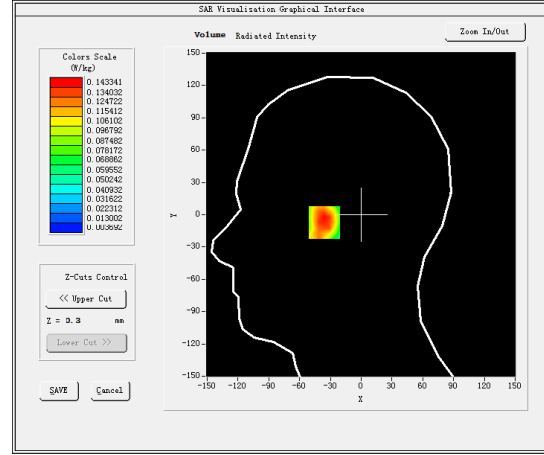 SAR Visualisation Graphical Interface
Volume Radiated Intensity
Zoom In/Out
Colors Scale
(W/kg)
0.143341
0.134032
0.124722
0.115412
0.106102
0.096792
0.087482
0.078172
0.068862
0.059552
0.050242
0.040932
0.031622
0.022312
0.013002
0.003692
Z-Cuts Control
<< Upper Cut
Z = 0.3 mm
Lower Cut >>
SAVE
Cancel
150
120
90
60
30
0
-30
-60
-90
-120
-150
Y
-150 -120 -90 -60 -30 0 30 60 90 120 150
X